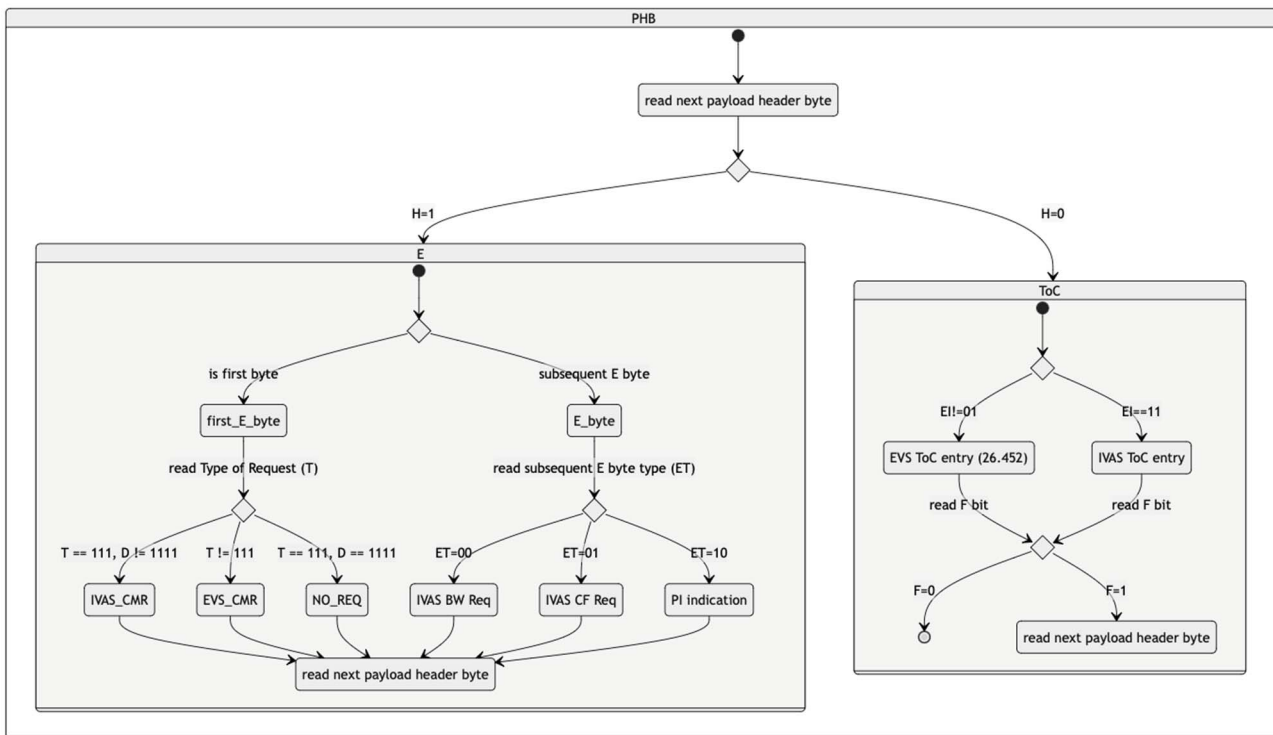 PHB
read next payload header byte
H=1
H=0
E
ToC
is first byte
subsequent E byte
first_E_byte
E_byte
read Type of Request (T)
read subsequent E byte type (ET)
T == 111, D != 1111
T != 111
T == 111, D == 1111
ET=00
ET=01
ET=10
IVAS_CMR
EVS_CMR
NO_REQ
IVAS BW Req
IVAS CF Req
PI indication
read next payload header byte
EI!=01
EI==11
EVS ToC entry (26.452)
IVAS ToC entry
read F bit
read F bit
F=0
F=1
read next payload header byte